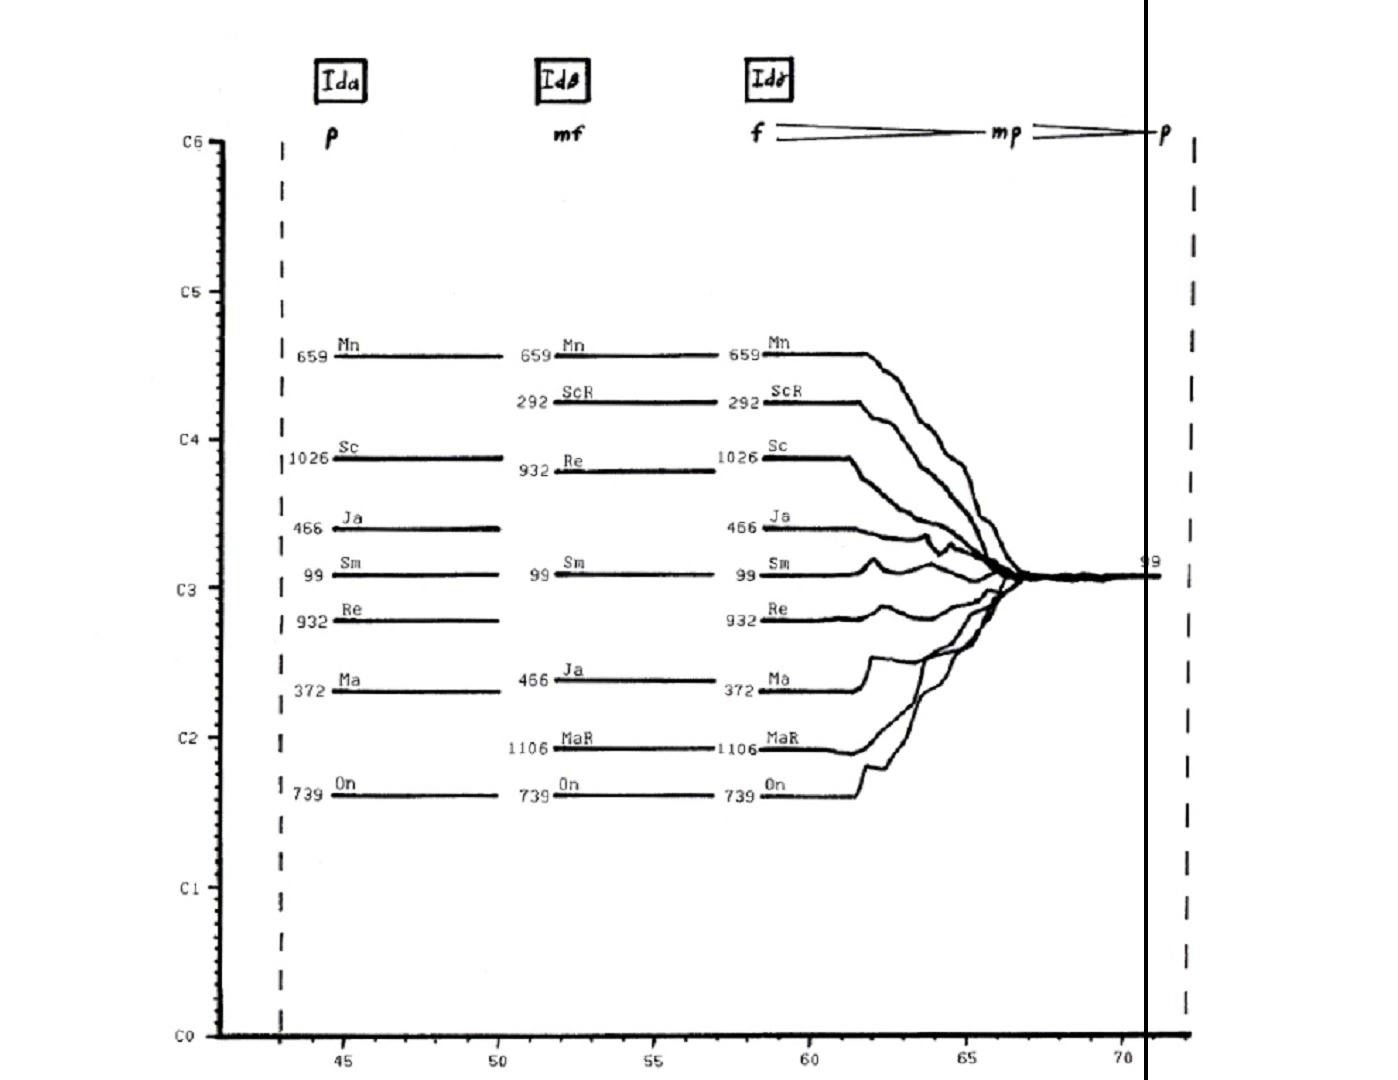 Idα Idβ Idγ
p mf f mp p
C6
C5
659 Mn 659 Mn 659 Mn
292 ScR 292 ScR
C4
1026 Sc 932 Re 1026 Sc
466 Ja 466 Ja
99 Sm 99 Sm 99 Sm 99
C3
932 Re 932 Re
372 Ma 466 Ja 372 Ma
C2
1106 MaR 1106 MaR
739 On 739 On 739 On
C1
C0
45 50 55 60 65 70